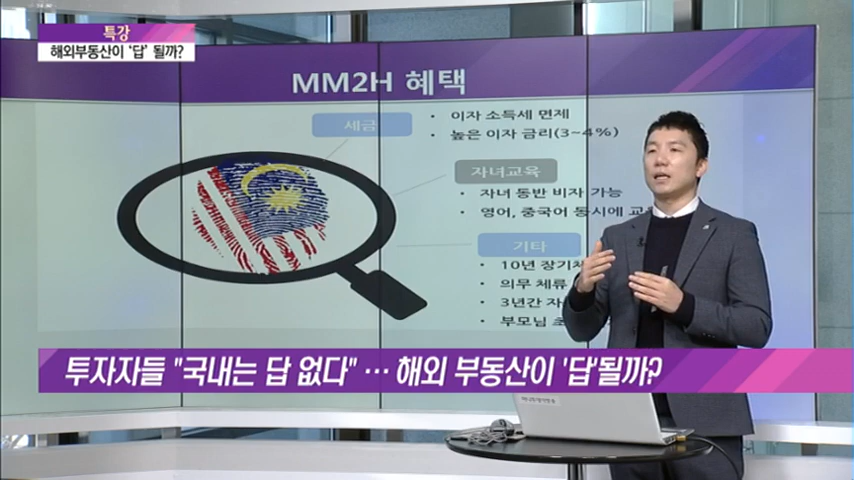 특강
해외부동산이 '답' 될까?
MM2H 혜택
세금
• 이자 소득세 면제
• 높은 이자 금리(3~4%)
자녀교육
• 자녀 동반 비자 가능
• 영어, 중국어 동시에
기타
• 10년 장기
• 의무 체류
• 3년간
• 부모님
투자자들 "국내는 답 없다" … 해외 부동산이 '답'될까?